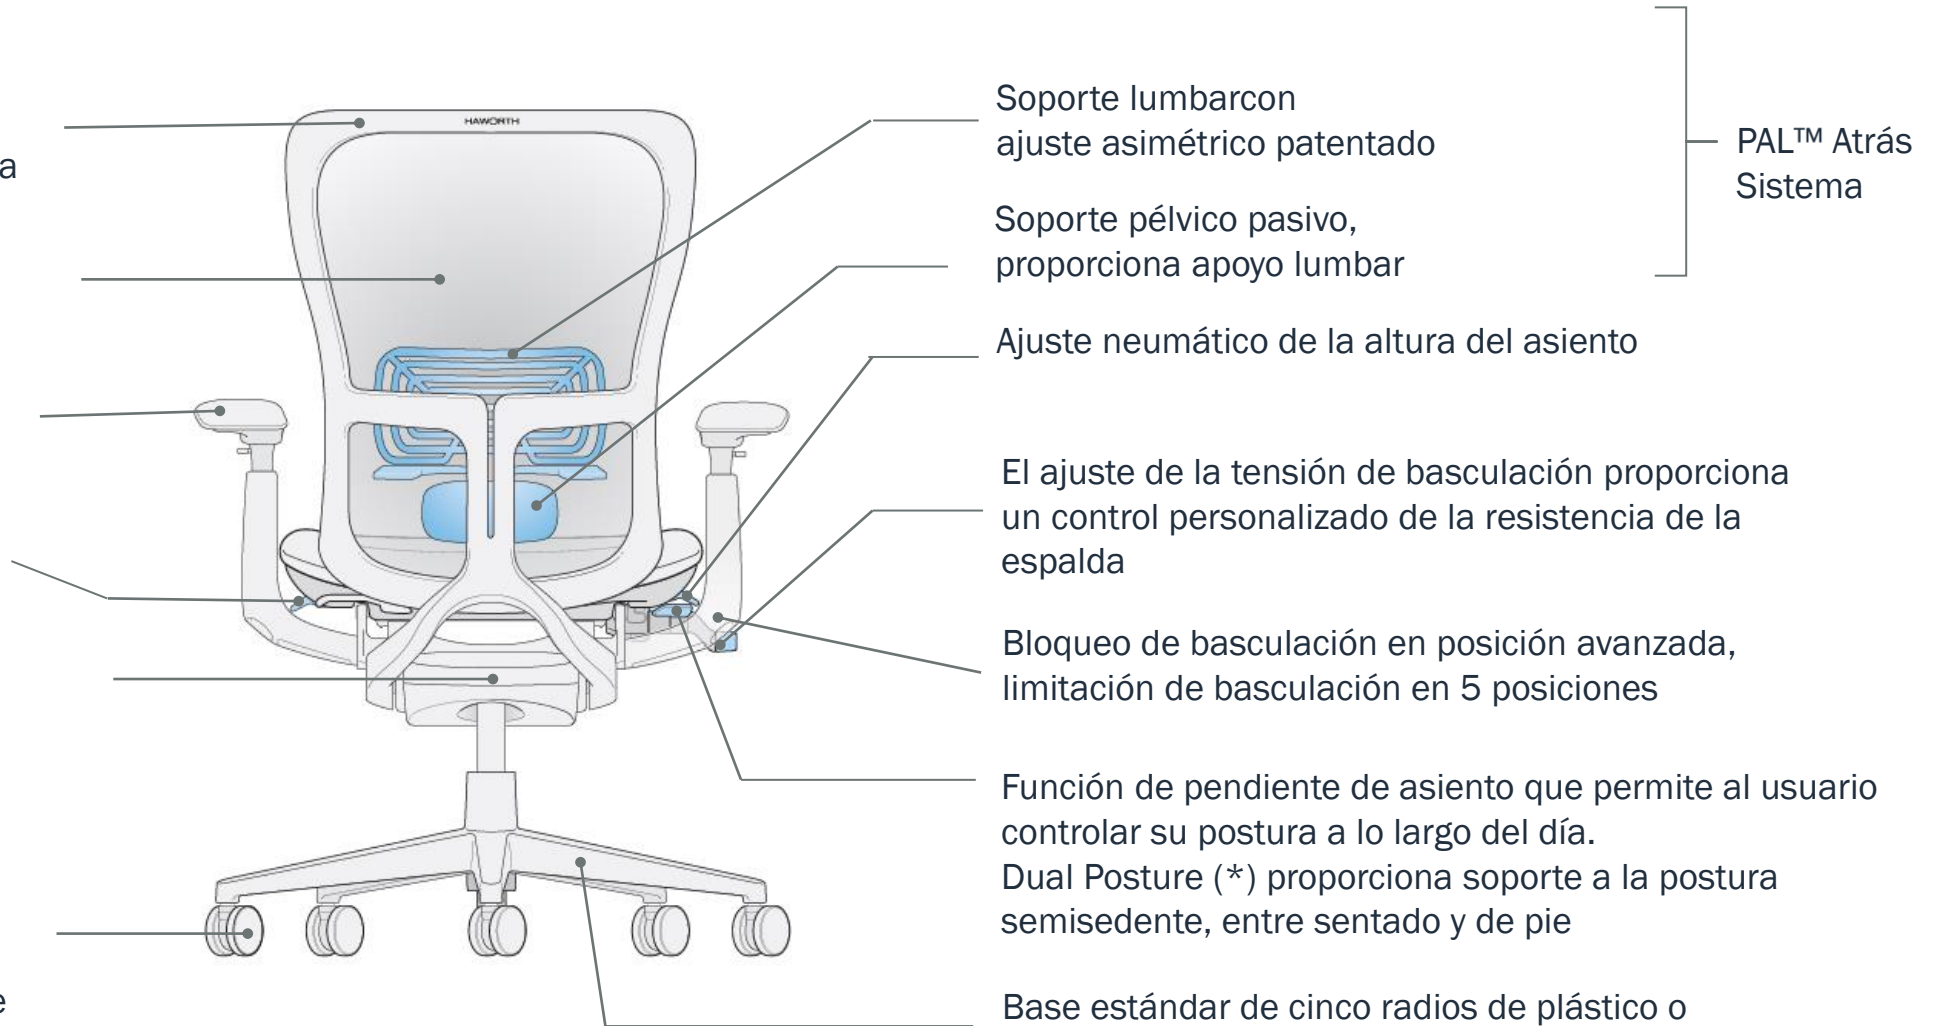 HAWORTH
a
Soporte lumbarcon
ajuste asimétrico patentado
PAL™ Atrás
Sistema
Soporte pélvico pasivo,
proporciona apoyo lumbar
Ajuste neumático de la altura del asiento
El ajuste de la tensión de basculación proporciona
un control personalizado de la resistencia de la
espalda
Bloqueo de basculación en posición avanzada,
limitación de basculación en 5 posiciones
Función de pendiente de asiento que permite al usuario
controlar su postura a lo largo del día.
Dual Posture (*) proporciona soporte a la postura
semisedente, entre sentado y de pie
e
Base estándar de cinco radios de plástico o